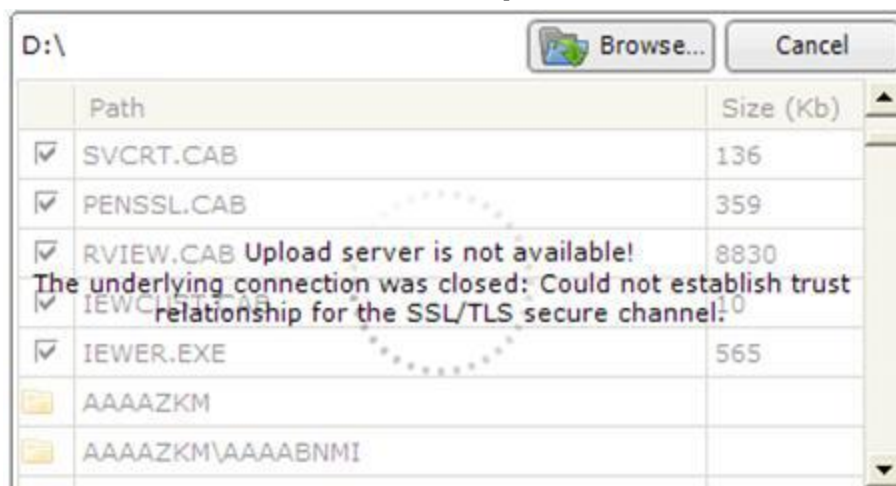 D:\ Browse... Cancel
Path Size (Kb)
SVCRT.CAB 136
PENSSL.CAB 359
RVIEW.CAB 8830
Upload server is not available!
The underlying connection was closed: Could not establish trust
relationship for the SSL/TLS secure channel.
IEWCUST.CAB 10
IEWER.EXE 565
AAAAZKM
AAAAZKM\AAAABNMI